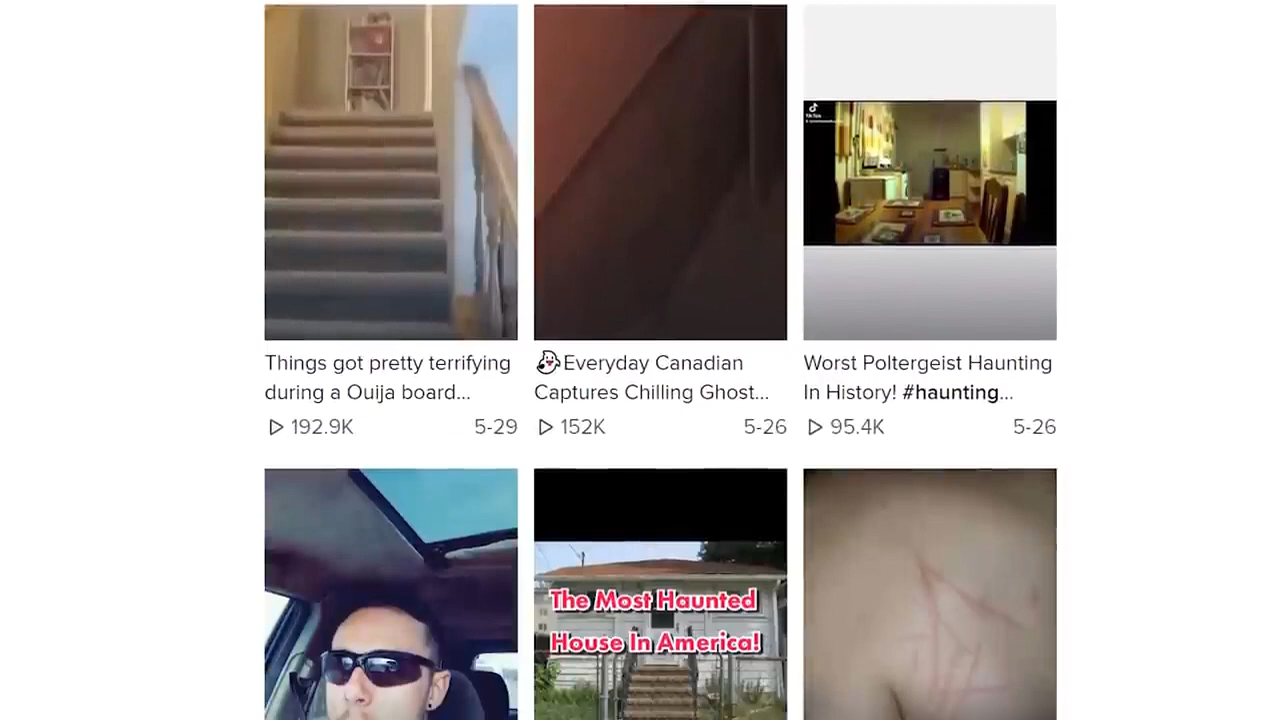 Things got pretty terrifying
during a Ouija board...
192.9K
5-29
Everyday Canadian
Captures Chilling Ghost...
152K
5-26
Worst Poltergeist Haunting
In History! #haunting...
95.4K
5-26
The Most Haunted
House In America!